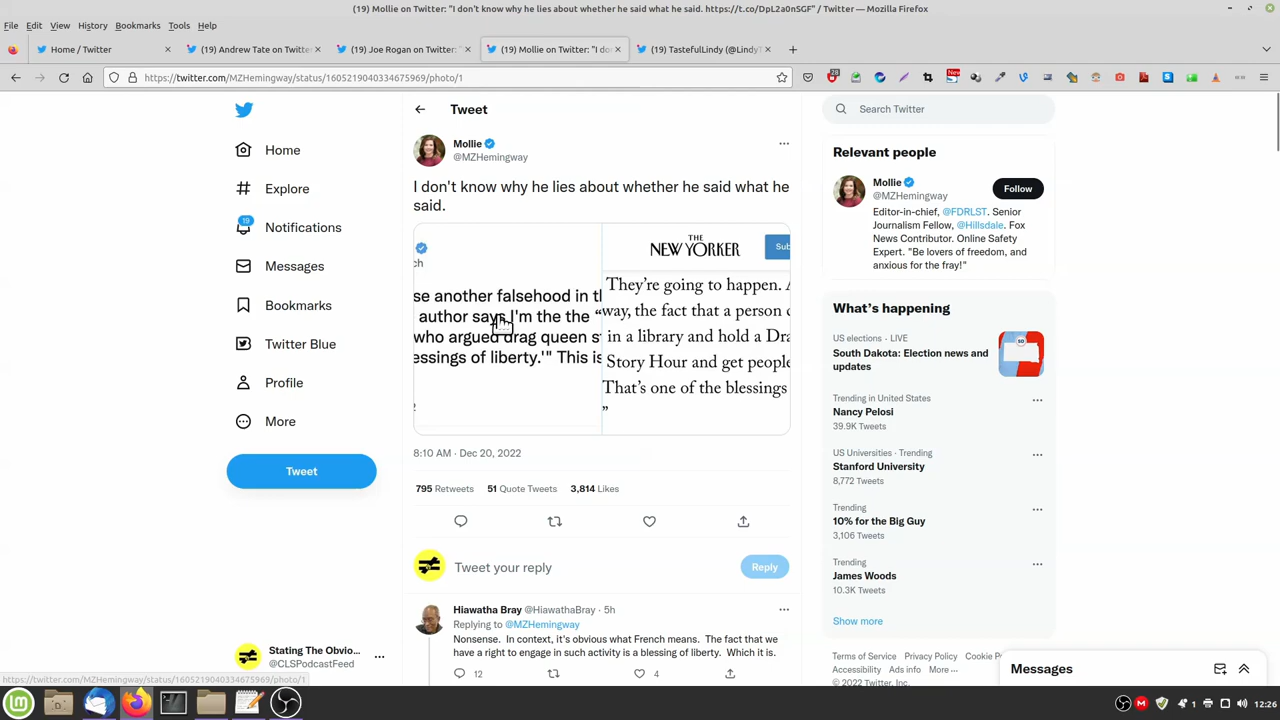 (19) Mollie on Twitter: "I don't know why he lies about whether he said what he said. https://t.co/DpL2a0nSGF" / Twitter — Mozilla Firefox
File Edit View History Bookmarks Tools Help
Home / Twitter
(19) Andrew Tate on Twitte
(19) Joe Rogan on Twitter: "
(19) Mollie on Twitter: "I do
(19) TastefulLindy (@LindyT
https://twitter.com/MZHemingway/status/1605219040334675969/photo/1
28
New
Home
Explore
19
Notifications
Messages
Bookmarks
Twitter Blue
Profile
More
Tweet
Stating The Obvio...
@CLSPodcastFeed
Tweet
Mollie
@MZHemingway
I don't know why he lies about whether he said what he
said.
ch
se another falsehood in th
author says I'm the the "
who argued drag queen s
essings of liberty.'" This is
THE
NEW YORKER
Sub
They're going to happen. A
way, the fact that a person c
in a library and hold a Dra
Story Hour and get people
That's one of the blessings
"
8:10 AM · Dec 20, 2022
795 Retweets 51 Quote Tweets 3,814 Likes
Tweet your reply
Reply
Hiawatha Bray @HiawathaBray · 5h
Replying to @MZHemingway
Nonsense. In context, it's obvious what French means. The fact that we
have a right to engage in such activity is a blessing of liberty. Which it is.
12 4
Search Twitter
Relevant people
Mollie
@MZHemingway
Follow
Editor-in-chief, @FDRLST. Senior
Journalism Fellow, @Hillsdale. Fox
News Contributor. Online Safety
Expert. "Be lovers of freedom, and
anxious for the fray!"
What's happening
US elections · LIVE
South Dakota: Election news and
updates
Trending in United States
Nancy Pelosi
39.9K Tweets
US Universities · Trending
Stanford University
8,772 Tweets
Trending
10% for the Big Guy
3,106 Tweets
Trending
James Woods
10.3K Tweets
Show more
Terms of Service Privacy Policy Cookie Po
Accessibility Ads info More ...
© 2022 Twitter, Inc.
Messages
https://twitter.com/MZHemingway/status/1605219040334675969/photo/1
12:26